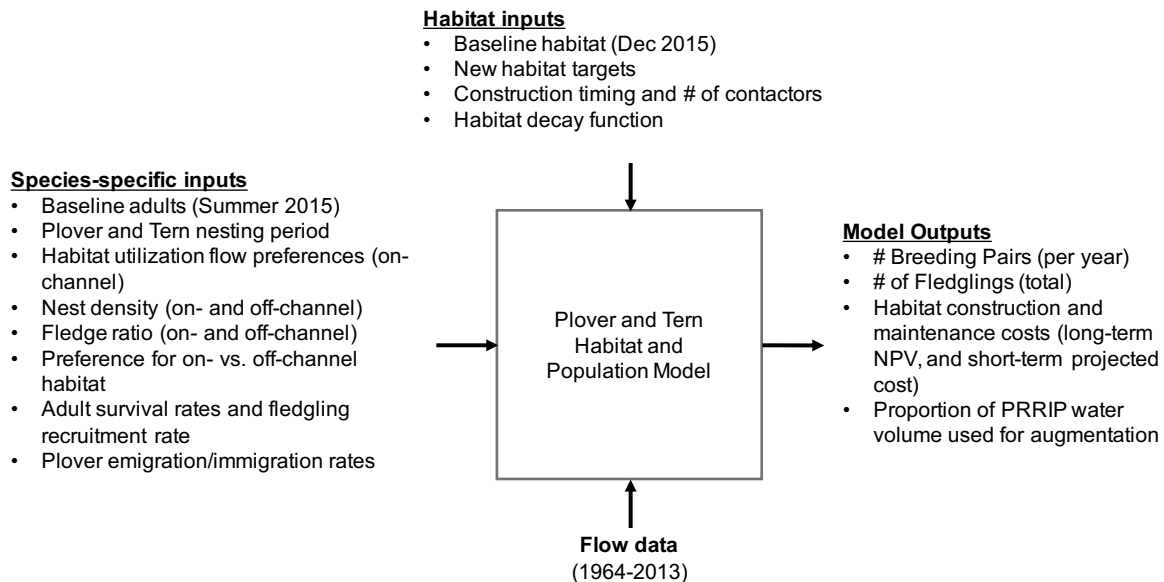 Habitat inputs
• Baseline habitat (Dec 2015)
• New habitat targets
• Construction timing and # of contactors
• Habitat decay function
Species-specific inputs
• Baseline adults (Summer 2015)
• Plover and Tern nesting period
• Habitat utilization flow preferences (on-
channel)
• Nest density (on- and off-channel)
• Fledge ratio (on- and off-channel)
• Preference for on- vs. off-channel
habitat
• Adult survival rates and fledgling
recruitment rate
• Plover emigration/immigration rates
Plover and Tern
Habitat and
Population Model
Model Outputs
• # Breeding Pairs (per year)
• # of Fledglings (total)
• Habitat construction and
maintenance costs (long-term
NPV, and short-term projected
cost)
• Proportion of PRRIP water
volume used for augmentation
Flow data
(1964-2013)